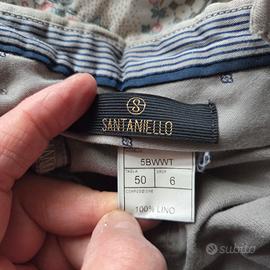 S
SANTANIELLO
5BWWT
TAGLIA DROP
50 6
COMPOSIZIONE
100% LINO
subito